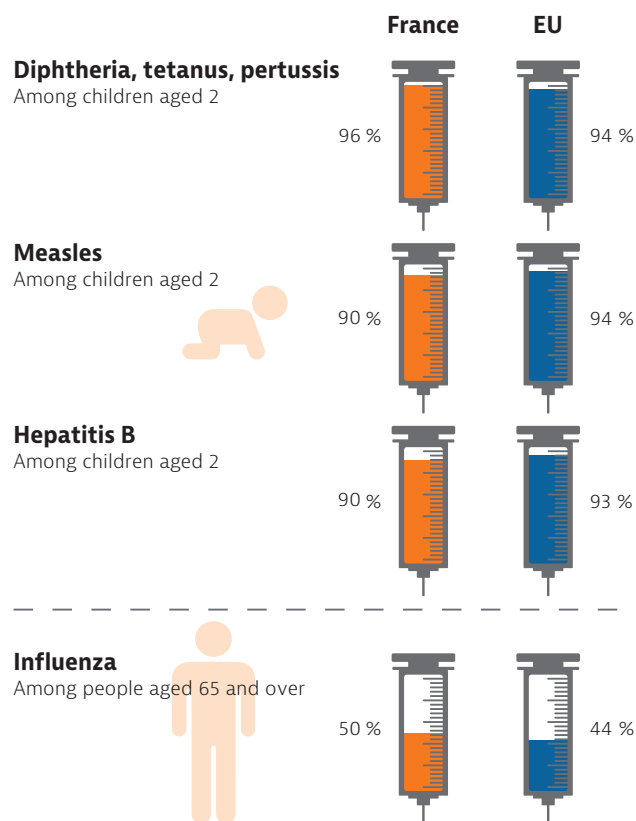 France EU
Diphtheria, tetanus, pertussis
Among children aged 2
96 % 94 %
Measles
Among children aged 2
90 % 94 %
Hepatitis B
Among children aged 2
90 % 93 %
Influenza
Among people aged 65 and over
50 % 44 %